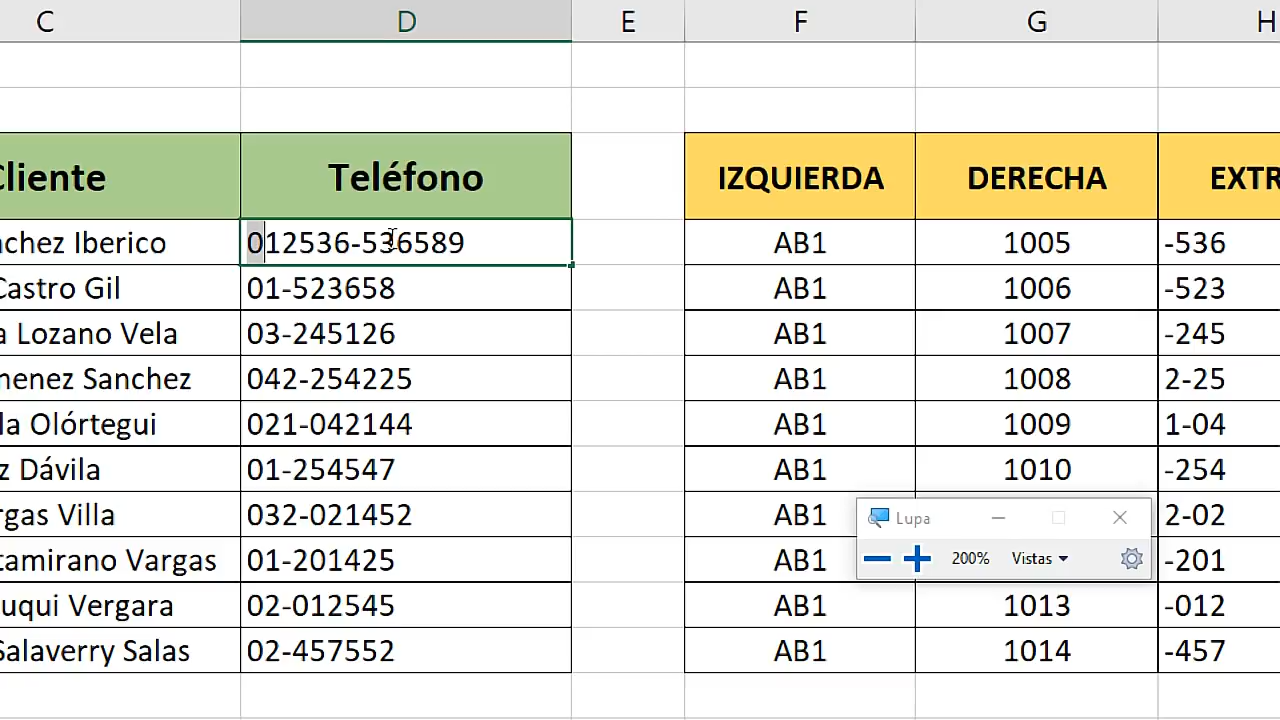 C D E F G H
Cliente Teléfono IZQUIERDA DERECHA EXTR
nchez Iberico 012536-536589 AB1 1005 -536
Castro Gil 01-523658 AB1 1006 -523
a Lozano Vela 03-245126 AB1 1007 -245
nenez Sanchez 042-254225 AB1 1008 2-25
la Olórtegui 021-042144 AB1 1009 1-04
z Dávila 01-254547 AB1 1010 -254
rgas Villa 032-021452 AB1 2-02
Lupa
tamirano Vargas 01-201425 AB1 -201
200% Vistas
uqui Vergara 02-012545 AB1 1013 -012
Salaverry Salas 02-457552 AB1 1014 -457